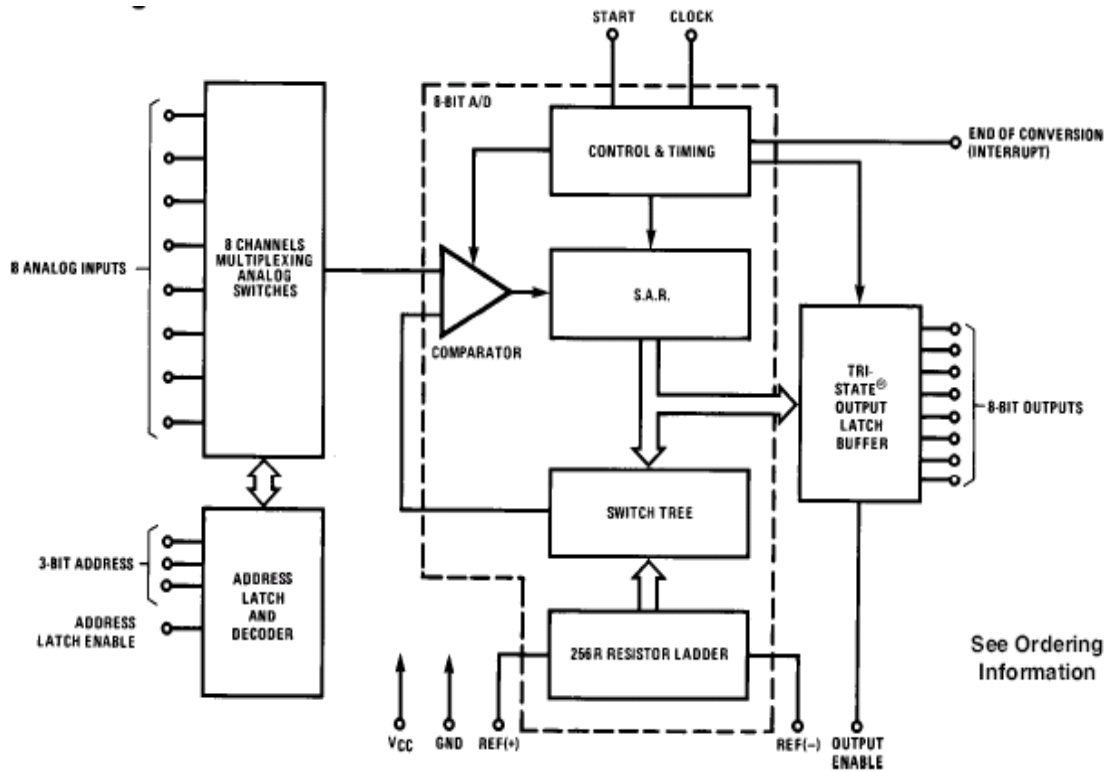 START
CLOCK
8-BIT A/D
CONTROL & TIMING
END OF CONVERSION
(INTERRUPT)
8 ANALOG INPUTS
8 CHANNELS
MULTIPLEXING
ANALOG
SWITCHES
COMPARATOR
S.A.R.
TRI-
STATE®
OUTPUT
LATCH
BUFFER
8-BIT OUTPUTS
SWITCH TREE
3-BIT ADDRESS
ADDRESS
LATCH ENABLE
ADDRESS
LATCH
AND
DECODER
256R RESISTOR LADDER
See Ordering
Information
VCC
GND
REF(+)
REF(−)
OUTPUT
ENABLE